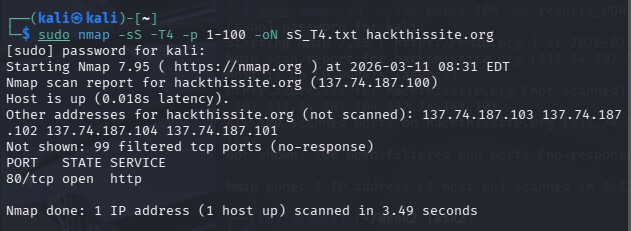 ┌──(kali㉿kali)-[~]
└─$ sudo nmap -sS -T4 -p 1-100 -oN sS_T4.txt hackthissite.org
[sudo] password for kali:
Starting Nmap 7.95 ( https://nmap.org ) at 2026-03-11 08:31 EDT
Nmap scan report for hackthissite.org (137.74.187.100)
Host is up (0.018s latency).
Other addresses for hackthissite.org (not scanned): 137.74.187.103 137.74.187
.102 137.74.187.104 137.74.187.101
Not shown: 99 filtered tcp ports (no-response)
PORT   STATE SERVICE
80/tcp open  http
Nmap done: 1 IP address (1 host up) scanned in 3.49 seconds